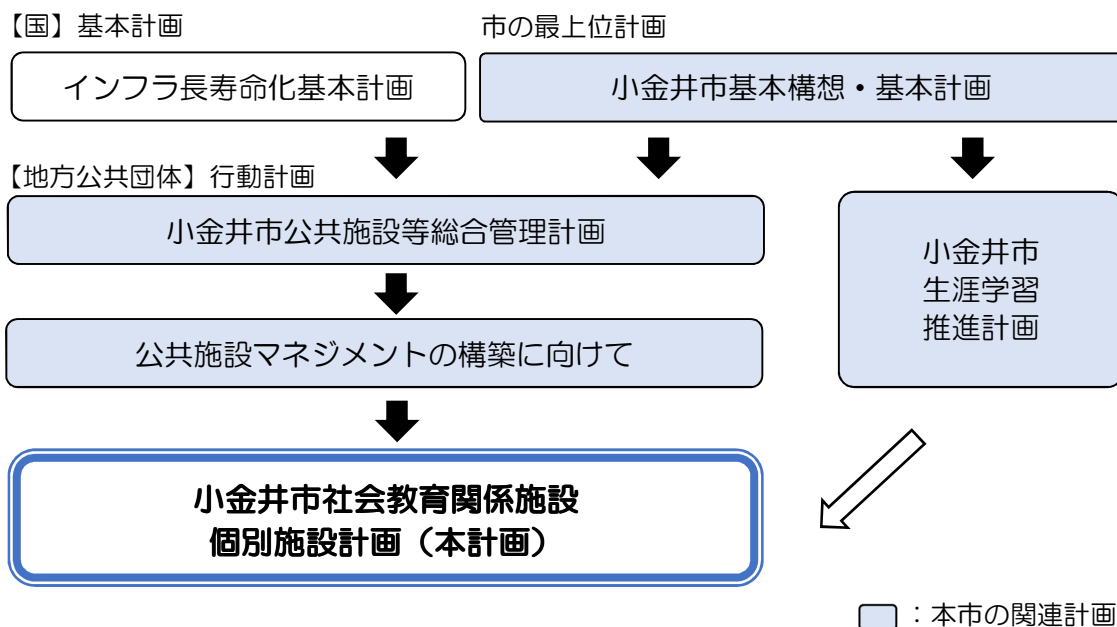 【国】基本計画
市の最上位計画
インフラ長寿命化基本計画
小金井市基本構想・基本計画
【地方公共団体】行動計画
小金井市公共施設等総合管理計画
公共施設マネジメントの構築に向けて
小金井市
生涯学習
推進計画
小金井市社会教育関係施設
個別施設計画（本計画）
：本市の関連計画